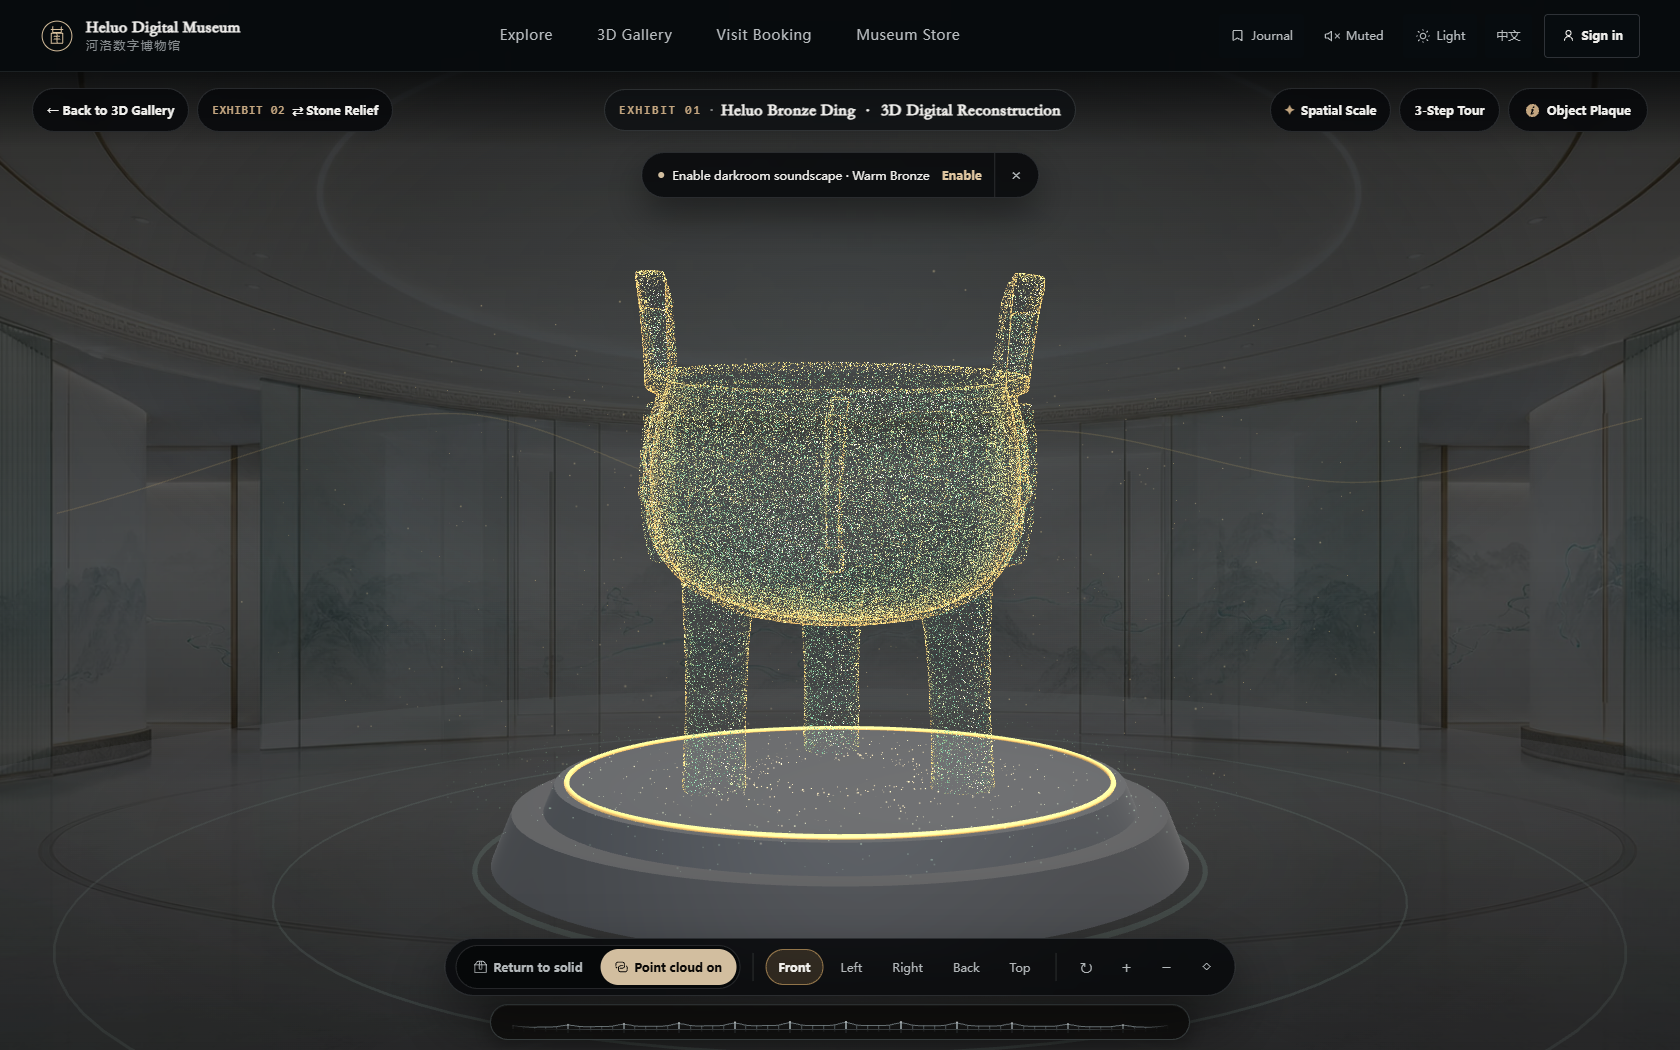 Heluo Digital Museum
河洛数字博物馆
Explore
3D Gallery
Visit Booking
Museum Store
Journal
Muted
Light
中文
Sign in
← Back to 3D Gallery
EXHIBIT 02 ⇄ Stone Relief
EXHIBIT 01 · Heluo Bronze Ding · 3D Digital Reconstruction
Spatial Scale
3-Step Tour
Object Plaque
Enable darkroom soundscape · Warm Bronze Enable ×
Return to solid
Point cloud on
Front
Left
Right
Back
Top